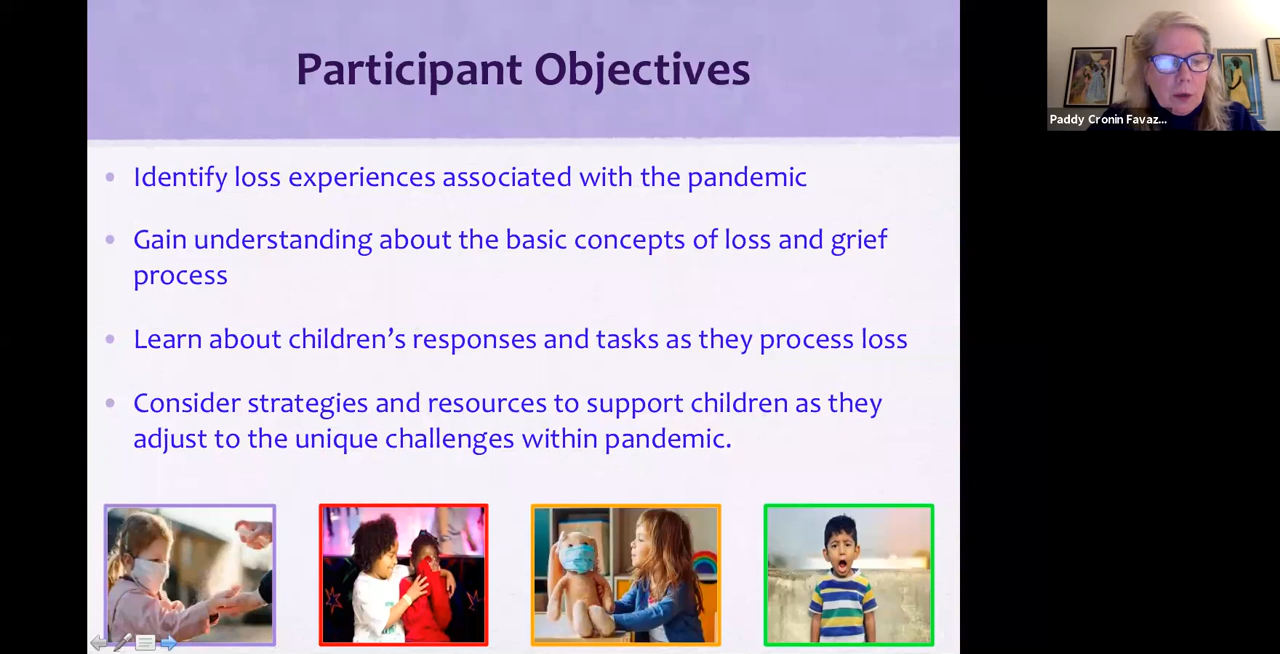 Participant Objectives
Identify loss experiences associated with the pandemic
Gain understanding about the basic concepts of loss and grief
process
Learn about children's responses and tasks as they process loss
Consider strategies and resources to support children as they
adjust to the unique challenges within pandemic.
Paddy Cronin Favaz...